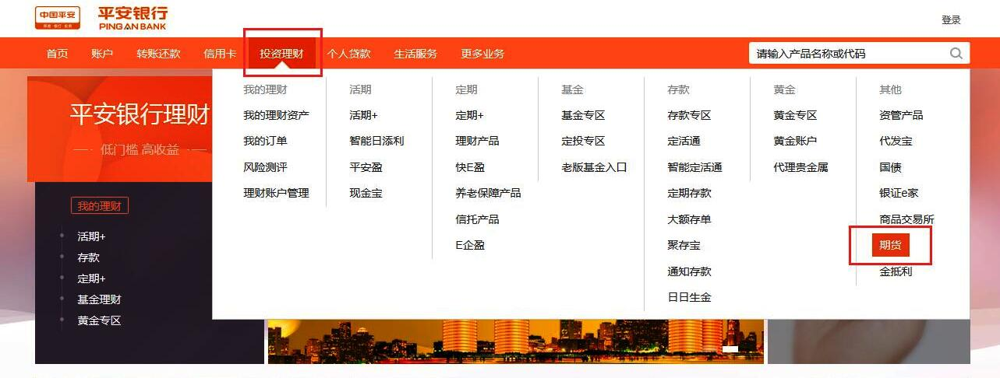 中国平安
保险·银行·投资
平安银行
PING AN BANK
登录
首页 账户 转账还款 信用卡 投资理财 个人贷款 生活服务 更多业务 请输入产品名称或代码
平安银行理财
低门槛 高收益
我的理财
活期+
存款
定期+
基金理财
黄金专区
我的理财
我的理财资产
我的订单
风险测评
理财账户管理
活期
活期+
智能日添利
平安盈
现金宝
定期
定期+
理财产品
快E盈
养老保障产品
信托产品
E企盈
基金
基金专区
定投专区
老版基金入口
存款
存款专区
定活通
智能定活通
定期存款
大额存单
聚存宝
通知存款
日日生金
黄金
黄金专区
黄金账户
代理贵金属
其他
资管产品
代发宝
国债
银证e家
商品交易所
期货
金抵利